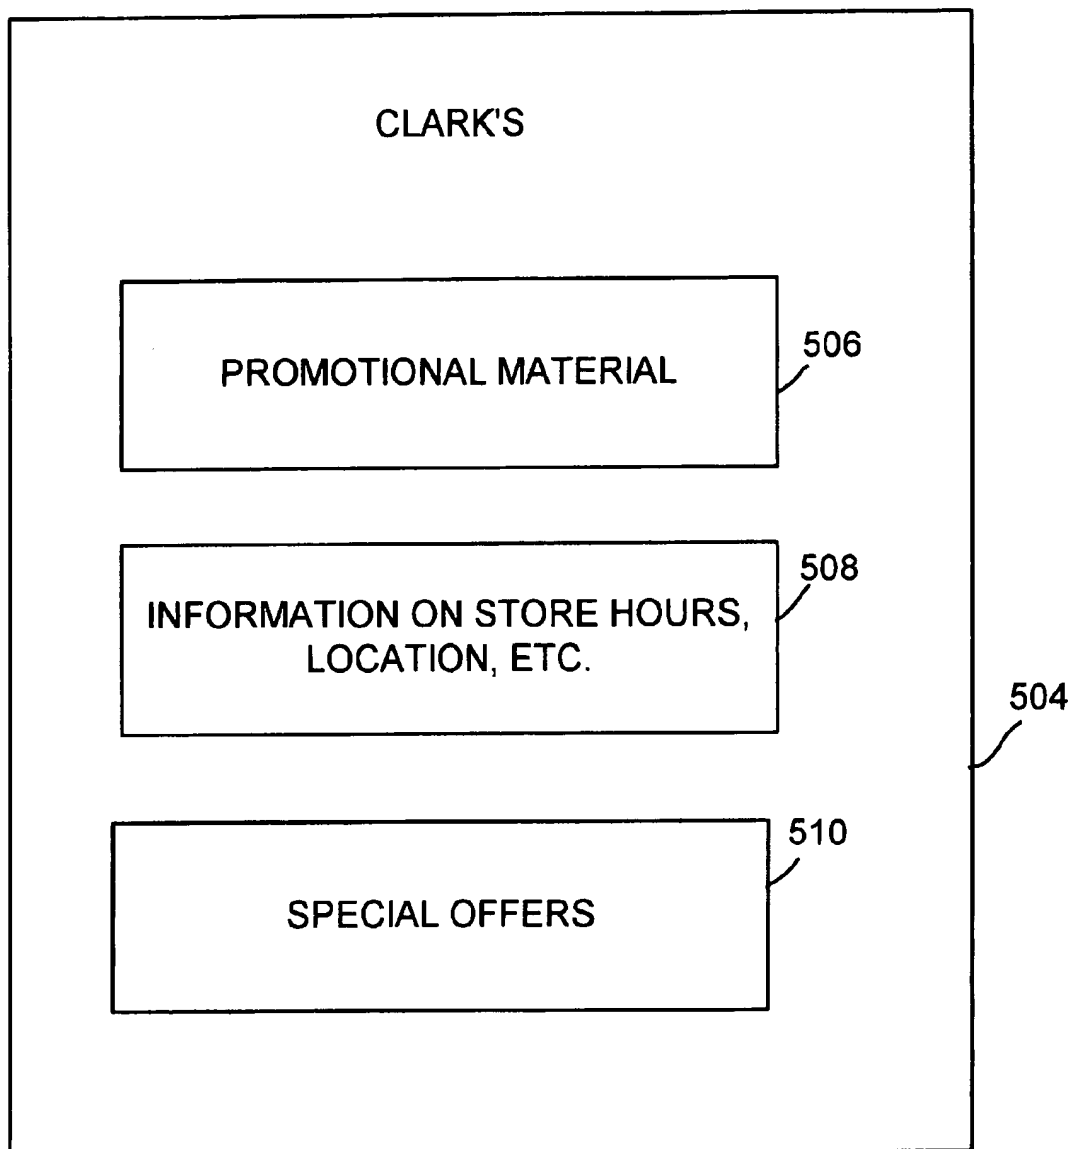 CLARK'S
PROMOTIONAL MATERIAL
506
INFORMATION ON STORE HOURS,
LOCATION, ETC.
508
504
SPECIAL OFFERS
510